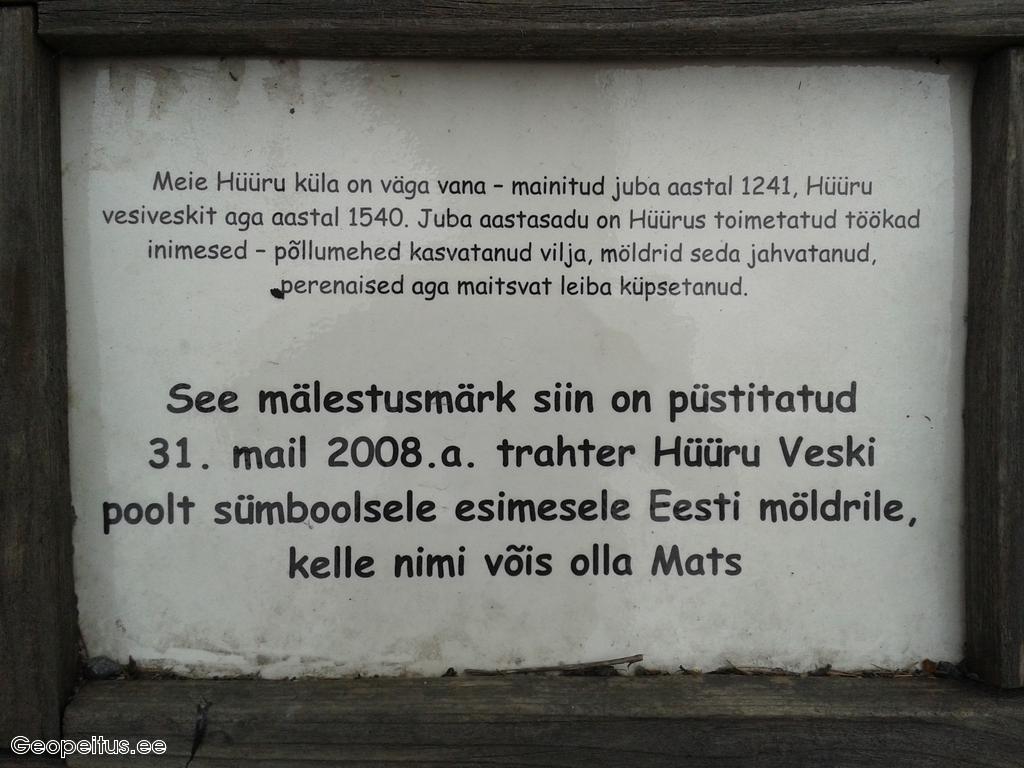 Meie Hüüru küla on väga vana – mainitud juba aastal 1241, Hüüru
vesiveskit aga aastal 1540. Juba aastasadu on Hüürus toimetatud töökad
inimesed – põllumehed kasvatanud vilja, möldrid seda jahvatanud,
perenaised aga maitsvat leiba küpsetanud.
See mälestusmärk siin on püstitatud
31. mail 2008.a. trahter Hüüru Veski
poolt sümboolsele esimesele Eesti möldrile,
kelle nimi võis olla Mats
Geopeitus.ee